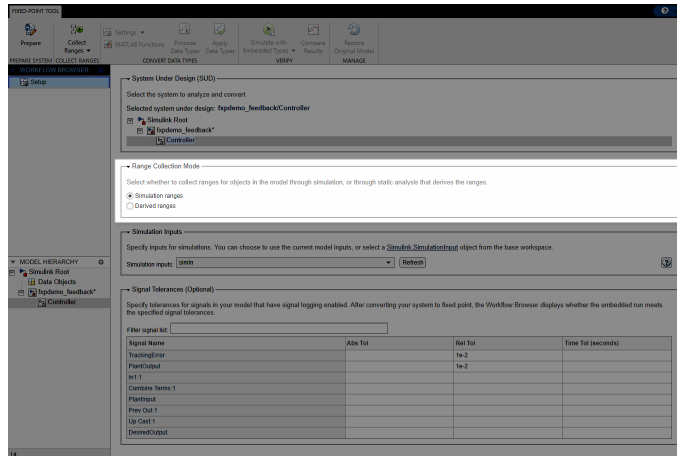 FIXED-POINT TOOL
Prepare
Collect
Ranges
Settings
MATLAB Functions
Propose
Data Types
Apply
Data Types
Simulate with
Embedded Types
Compare
Results
Restore
Original Model
PREPARE SYSTEM
COLLECT RANGES
CONVERT DATA TYPES
VERIFY
MANAGE
WORKFLOW BROWSER
Setup
System Under Design (SUD)
Select the system to analyze and convert
Selected system under design: fxpdemo_feedback/Controller
Simulink Root
fxpdemo_feedback*
Controller
Range Collection Mode
Select whether to collect ranges for objects in the model through simulation, or through static analysis that derives the ranges.
Simulation ranges
Derived ranges
Simulation Inputs
Specify inputs for simulations. You can choose to use the current model inputs, or select a Simulink.SimulationInput object from the base workspace.
Simulation inputs: simIn Refresh
MODEL HIERARCHY
Simulink Root
Data Objects
fxpdemo_feedback*
Controller
Signal Tolerances (Optional)
Specify tolerances for signals in your model that have signal logging enabled. After converting your system to fixed point, the Workflow Browser displays whether the embedded run meets
the specified signal tolerances.
Filter signal list:
Signal Name Abs Tol Rel Tol Time Tol (seconds)
TrackingError 1e-2
PlantOutput 1e-2
In1:1
Combine Terms:1
PlantInput
Prev Out:1
Up Cast:1
DesiredOutput